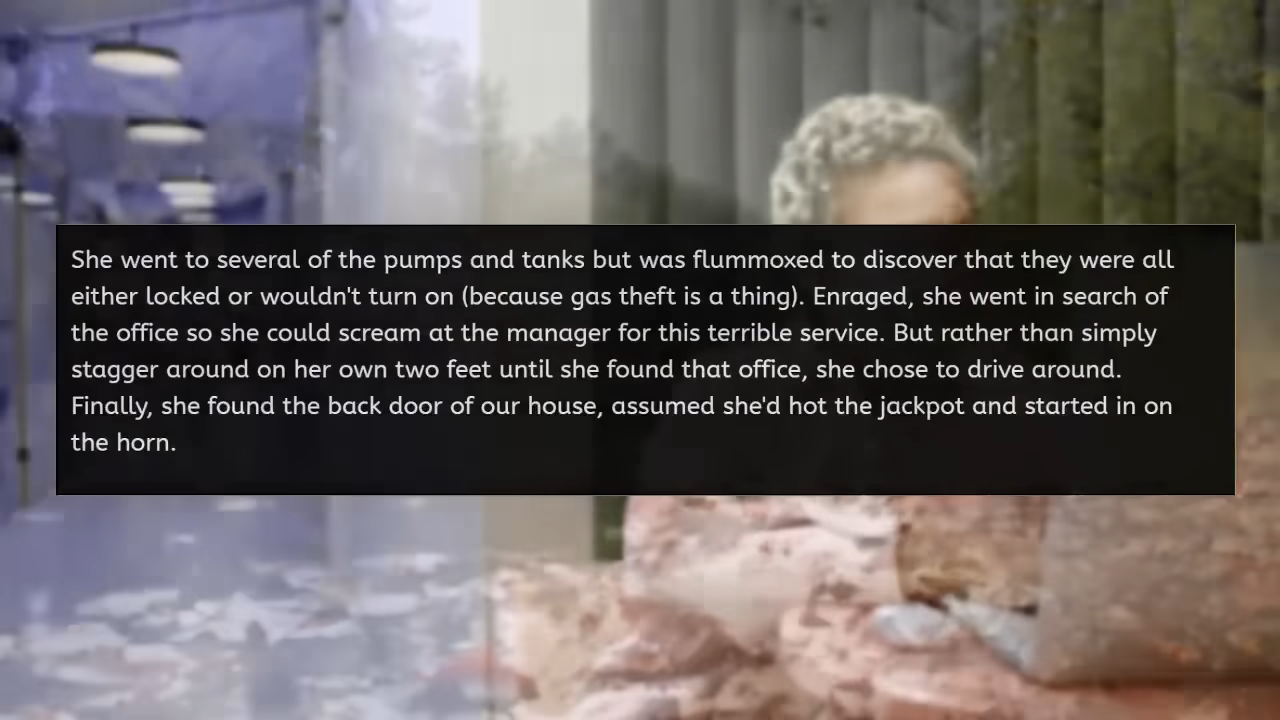 She went to several of the pumps and tanks but was flummoxed to discover that they were all
either locked or wouldn't turn on (because gas theft is a thing). Enraged, she went in search of
the office so she could scream at the manager for this terrible service. But rather than simply
stagger around on her own two feet until she found that office, she chose to drive around.
Finally, she found the back door of our house, assumed she'd hot the jackpot and started in on
the horn.